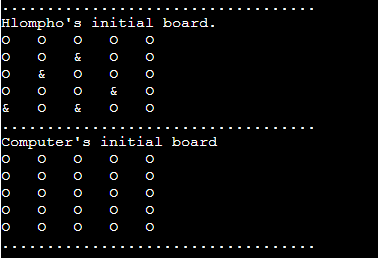 ...................................
Hlompho's initial board.
O O O O O
O O & O O
O & O O O
O O O & O
& O & O O
...................................
Computer's initial board
O O O O O
O O O O O
O O O O O
O O O O O
O O O O O
...................................